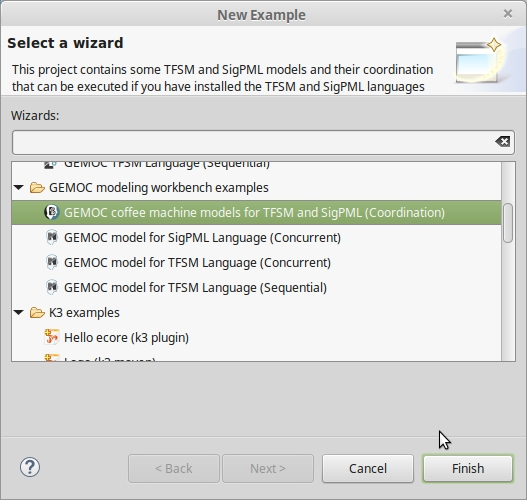 New Example
Select a wizard
This project contains some TFSM and SigPML models and their coordination
that can be executed if you have installed the TFSM and SigPML languages
Wizards:
GEMOC TFSM Language (Sequential)
GEMOC modeling workbench examples
GEMOC coffee machine models for TFSM and SigPML (Coordination)
GEMOC model for SigPML Language (Concurrent)
GEMOC model for TFSM Language (Concurrent)
GEMOC model for TFSM Language (Sequential)
K3 examples
Hello ecore (k3 plugin)
Logo (k3 maven)
< Back Next > Cancel Finish